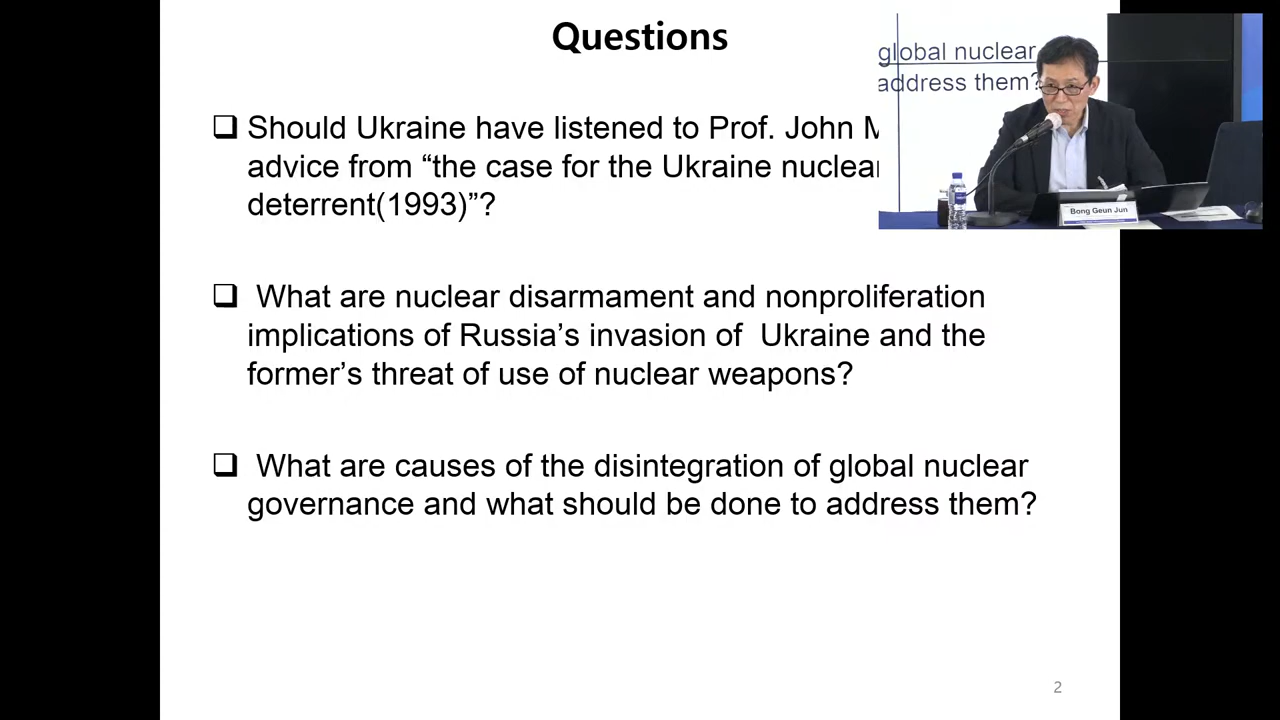 Questions
❑ Should Ukraine have listened to Prof. John
advice from “the case for the Ukraine nuclear
deterrent(1993)”?
❑ What are nuclear disarmament and nonproliferation
implications of Russia’s invasion of Ukraine and the
former’s threat of use of nuclear weapons?
❑ What are causes of the disintegration of global nuclear
governance and what should be done to address them?
2
global nuclear
address them?
Bong Geun Jun